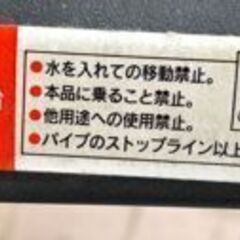 ●水を入れての移動禁止。
●本品に乗ること禁止。
●他用途への使用禁止。
●パイプのストップライン以上